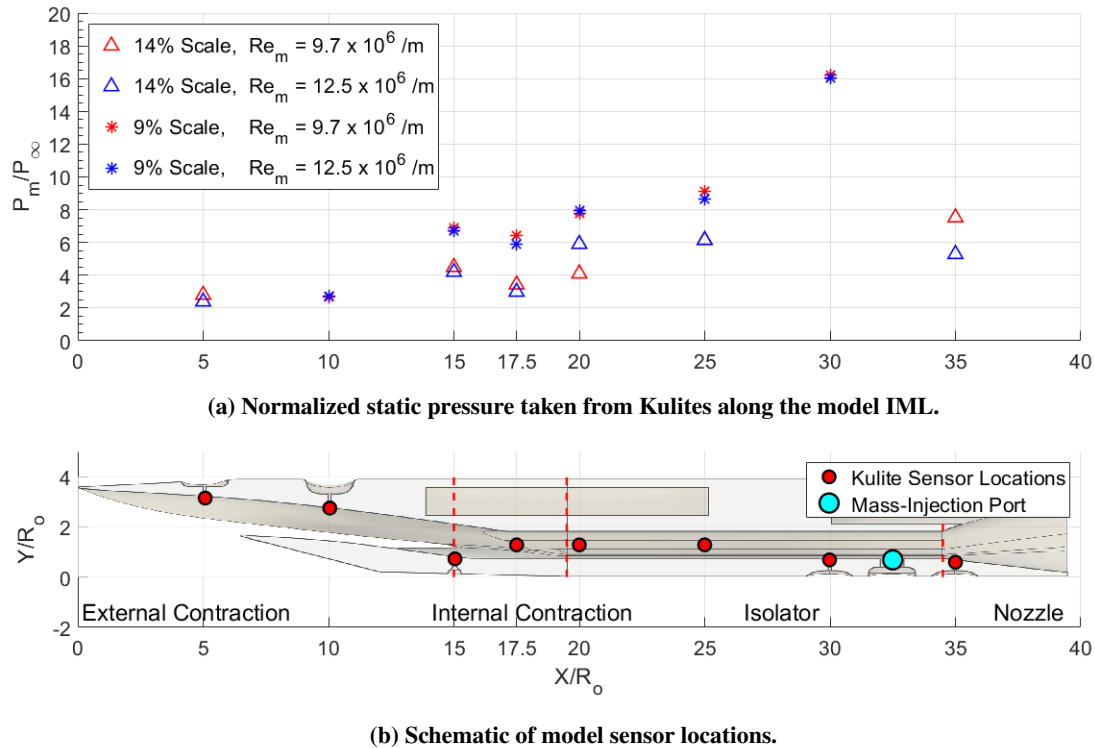 20
18
16
14
12
10
8
6
4
2
0
P_m/P_∞
14% Scale, Re_m = 9.7 x 10^6 /m
14% Scale, Re_m = 12.5 x 10^6 /m
9% Scale, Re_m = 9.7 x 10^6 /m
9% Scale, Re_m = 12.5 x 10^6 /m
0 5 10 15 17.5 20 25 30 35 40
(a) Normalized static pressure taken from Kulites along the model IML.
4
2
0
-2
Y/R_o
Kulite Sensor Locations
Mass-Injection Port
External Contraction Internal Contraction Isolator Nozzle
0 5 10 15 17.5 20 25 30 35 40
X/R_o
(b) Schematic of model sensor locations.